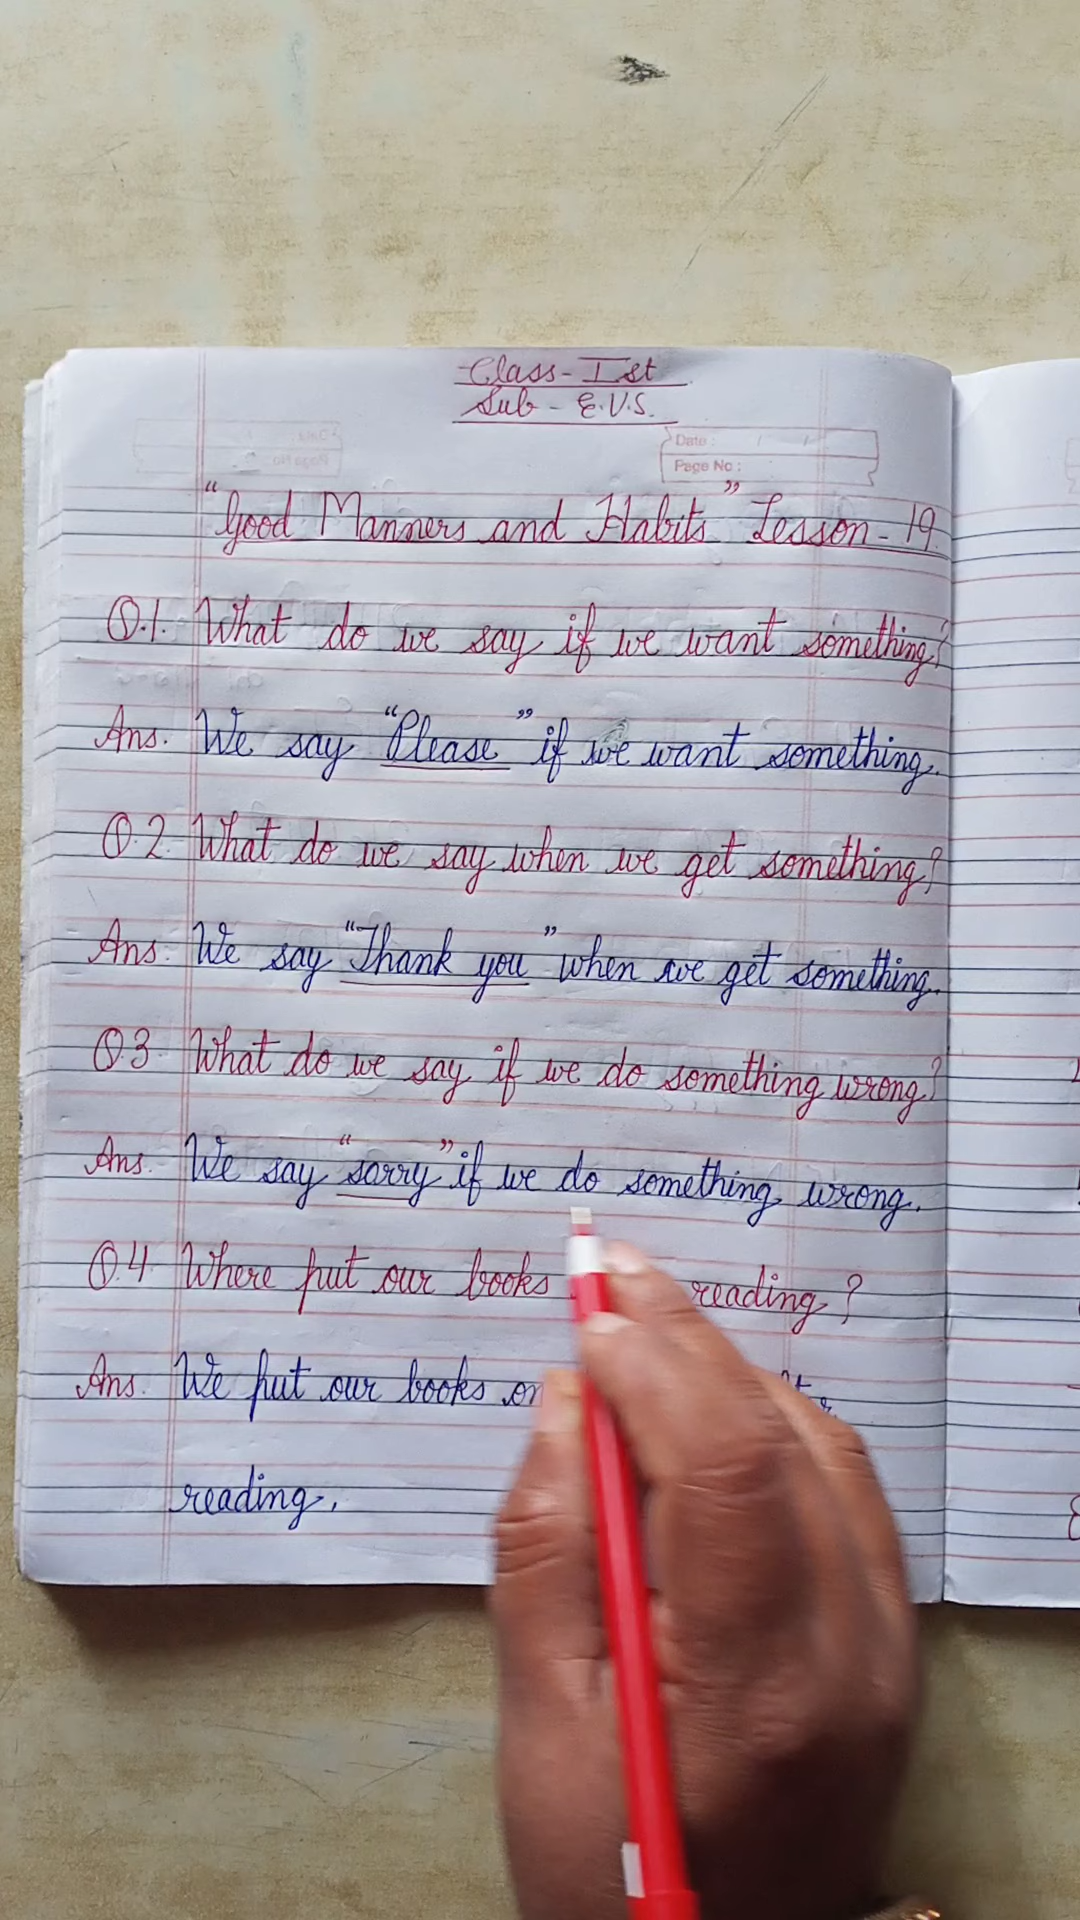 Class - Ist
Sub - E.V.S.
Date : / /
Page No :
"Good Manners and Habits" Lesson - 19.
Q.1. What do we say if we want something?
Ans. We say "Please" if we want something.
Q.2. What do we say when we get something?
Ans. We say "Thank you" when we get something.
Q.3 What do we say if we do something wrong?
Ans. We say "sorry" if we do something wrong.
Q.4. Where put our books reading?
Ans. We put our books on
reading.